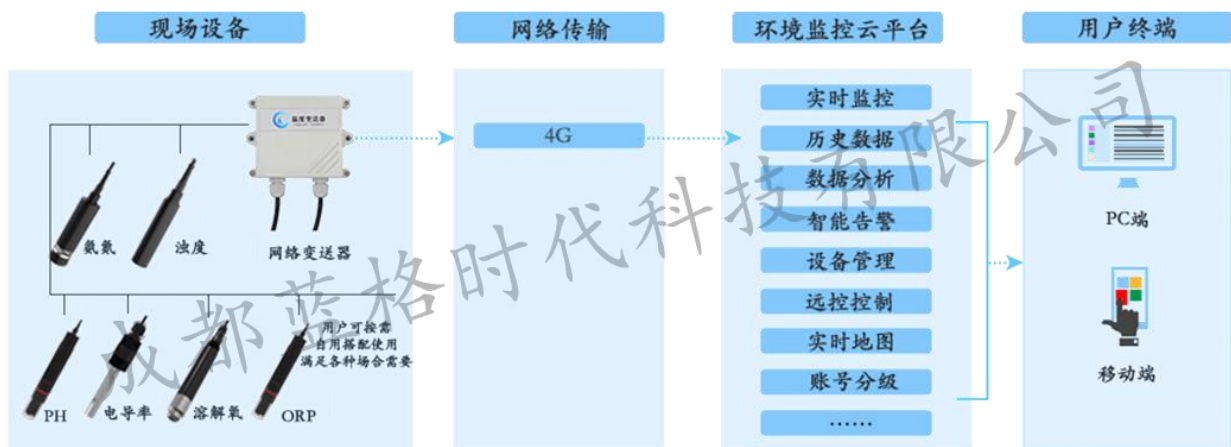 现场设备
网络传输
环境监控云平台
用户终端
温度变送器
氨氮
浊度
网络变送器
PH
电导率
溶解氧
ORP
用户可按需
自用搭配使用
满足各种场合需要
4G
实时监控
历史数据
数据分析
智能告警
设备管理
远控控制
实时地图
账号分级
……
PC端
移动端
成都蓝格时代科技有限公司